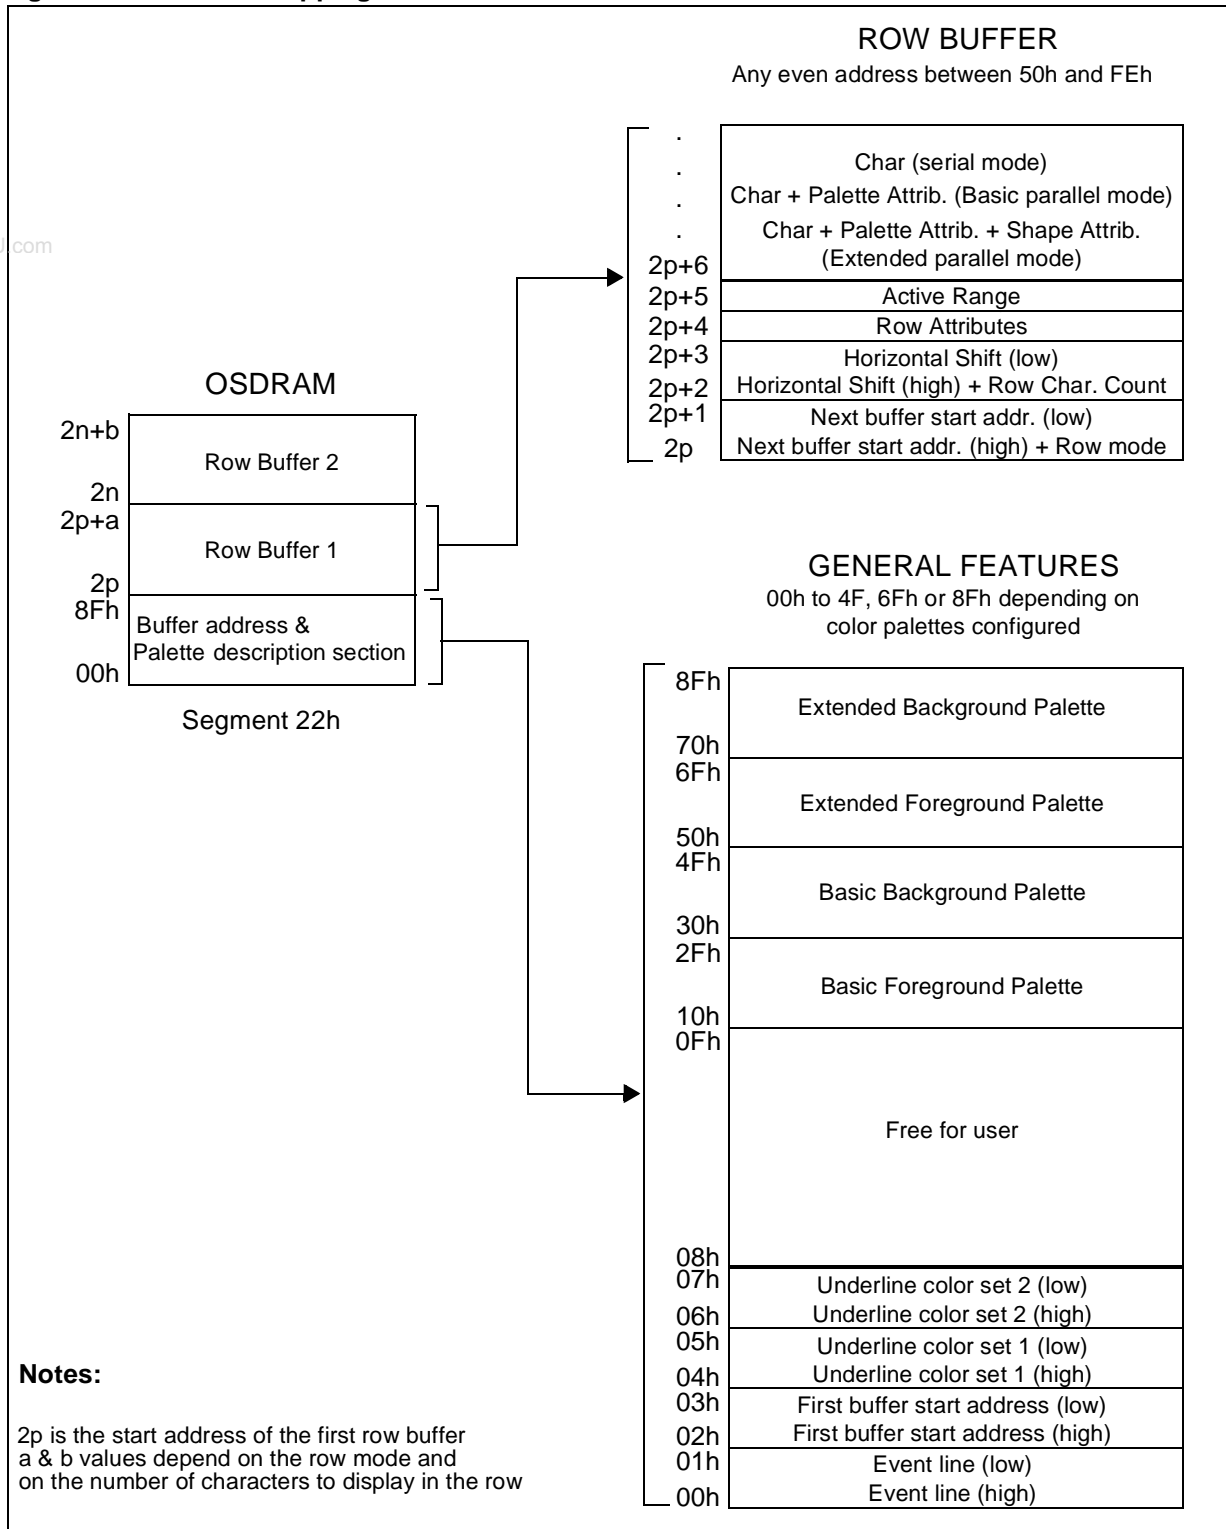 ROW BUFFER
Any even address between 50h and FEh
.
.
.
.
2p+6
2p+5
2p+4
2p+3
2p+2
2p+1
2p
Char (serial mode)
Char + Palette Attrib. (Basic parallel mode)
Char + Palette Attrib. + Shape Attrib.
(Extended parallel mode)
Active Range
Row Attributes
Horizontal Shift (low)
Horizontal Shift (high) + Row Char. Count
Next buffer start addr. (low)
Next buffer start addr. (high) + Row mode
.com
OSDRAM
2n+b
Row Buffer 2
2n
2p+a
Row Buffer 1
2p
8Fh
Buffer address &
Palette description section
00h
Segment 22h
GENERAL FEATURES
00h to 4F, 6Fh or 8Fh depending on
color palettes configured
8Fh
Extended Background Palette
70h
6Fh
Extended Foreground Palette
50h
4Fh
Basic Background Palette
30h
2Fh
Basic Foreground Palette
10h
0Fh
Free for user
08h
07h Underline color set 2 (low)
06h Underline color set 2 (high)
05h Underline color set 1 (low)
04h Underline color set 1 (high)
03h First buffer start address (low)
02h First buffer start address (high)
01h Event line (low)
00h Event line (high)
Notes:
2p is the start address of the first row buffer
a & b values depend on the row mode and
on the number of characters to display in the row